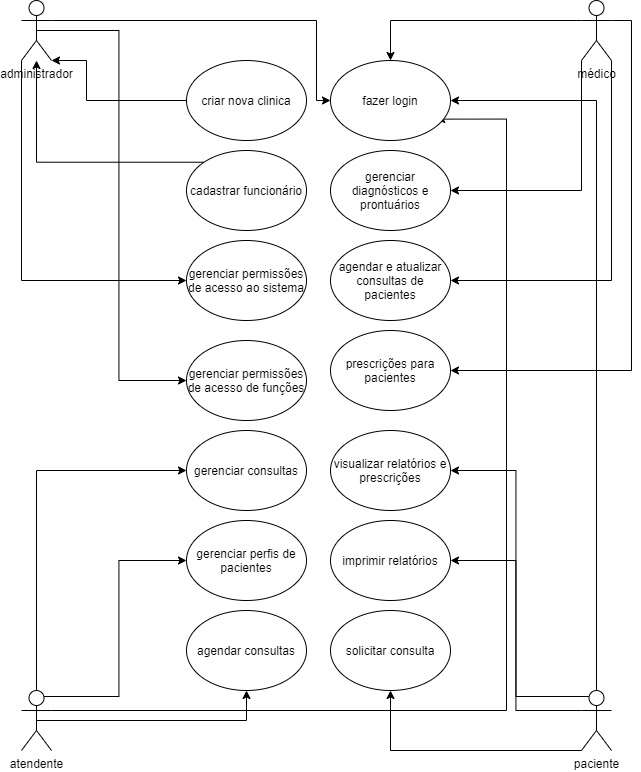 administrador
médico
criar nova clinica
fazer login
cadastrar funcionário
gerenciar
diagnósticos e
prontuários
gerenciar permissões
de acesso ao sistema
agendar e atualizar
consultas de
pacientes
gerenciar permissões
de acesso de funções
prescrições para
pacientes
gerenciar consultas
visualizar relatórios e
prescrições
gerenciar perfis de
pacientes
imprimir relatórios
agendar consultas
solicitar consulta
atendente
paciente